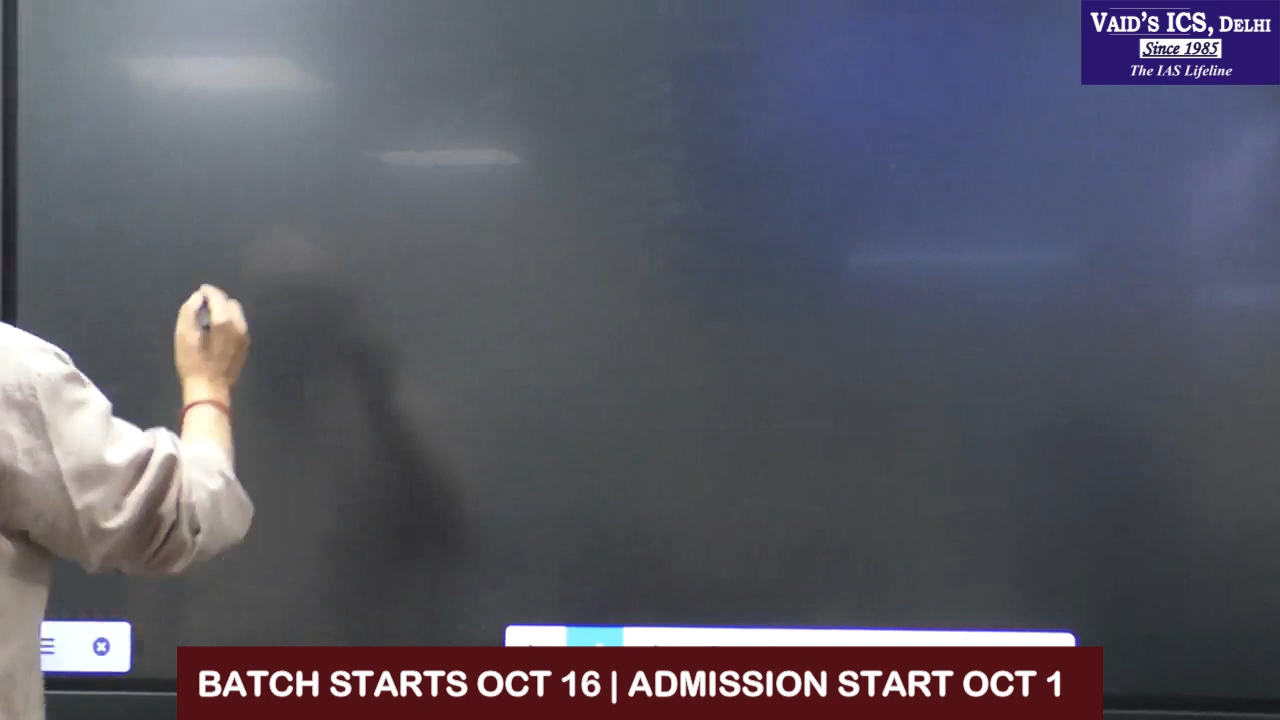 VAID'S ICS, DELHI
Since 1985
The IAS Lifeline
BATCH STARTS OCT 16 | ADMISSION START OCT 1